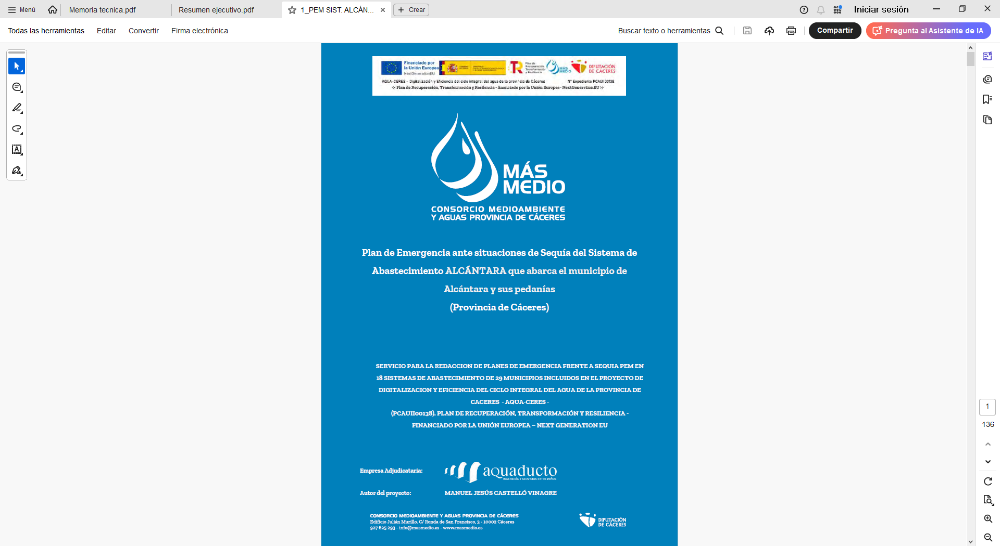 Menú
Memoria tecnica.pdf
Resumen ejecutivo.pdf
1_PEM SIST. ALCÁN...
Crear
Iniciar sesión
Todas las herramientas
Editar
Convertir
Firma electrónica
Buscar texto o herramientas
Compartir
Pregunta al Asistente de IA
Financiado por
la Unión Europea
NextGenerationEU
Plan de
Recuperación,
Transformación
y Resiliencia
MÁS
MEDIO
DIPUTACIÓN
DE CÁCERES
AQUA-CERES - Digitalización y Eficiencia del ciclo integral del agua de la provincia de Cáceres
Nº Expediente PCAUII00138
<< Plan de Recuperación, Transformación y Resilencia - financiado por la Unión Europea - NextGenerationEU >>
MÁS
MEDIO
CONSORCIO MEDIOAMBIENTE
Y AGUAS PROVINCIA DE CÁCERES
Plan de Emergencia ante situaciones de Sequía del Sistema de
Abastecimiento ALCÁNTARA que abarca el municipio de
Alcántara y sus pedanías
(Provincia de Cáceres)
SERVICIO PARA LA REDACCION DE PLANES DE EMERGENCIA FRENTE A SEQUIA PEM EN
18 SISTEMAS DE ABASTECIMIENTO DE 29 MUNICIPIOS INCLUIDOS EN EL PROYECTO DE
DIGITALIZACION Y EFICIENCIA DEL CICLO INTEGRAL DEL AGUA DE LA PROVINCIA DE
CACERES - AQUA-CERES -
(PCAUII00138). PLAN DE RECUPERACIÓN, TRANSFORMACIÓN Y RESILIENCIA -
FINANCIADO POR LA UNIÓN EUROPEA – NEXT GENERATION EU
Empresa Adjudicataria:
aquaducto
INGENIERÍA Y SERVICIOS EXTREMEÑOS
Autor del proyecto:
MANUEL JESÚS CASTELLÓ VINAGRE
CONSORCIO MEDIOAMBIENTE Y AGUAS PROVINCIA DE CÁCERES
Edificio Julián Murillo. C/ Ronda de San Francisco, 3 - 10002 Cáceres
927 625 293 - info@masmedio.es - www.masmedio.es
DIPUTACIÓN
DE CÁCERES
1
136